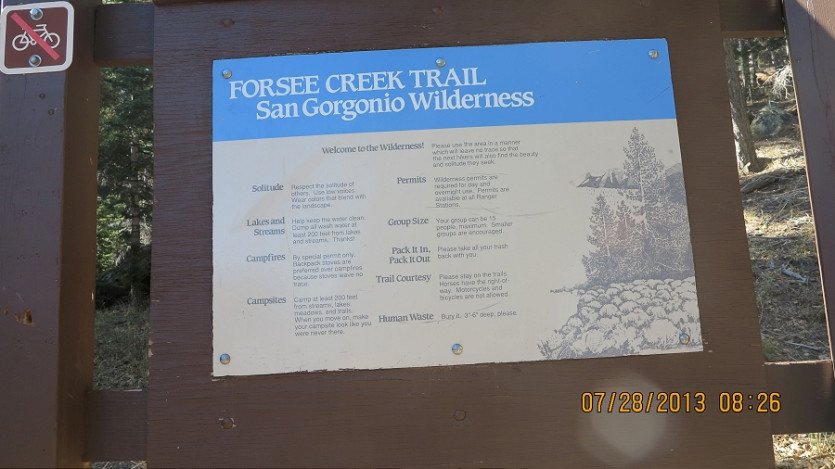 FORSEE CREEK TRAIL
San Gorgonio Wilderness
Welcome to the Wilderness!
Please use the area in a manner
which will leave no trace so that
the next hikers will also find the beauty
and solitude they seek.
Solitude
Respect the solitude of
others. Use low voices.
Wear colors that blend with
the landscape.
Lakes and
Streams
Help keep the water clean.
Dump all wash water at
least 200 feet from lakes
and streams. Thanks!
Campfires
By special permit only.
Backpack stoves are
preferred over campfires
because stoves leave no
trace.
Campsites
Camp at least 200 feet
from streams, lakes,
meadows, and trails.
When you move on, make
your campsite look like you
were never there.
Permits
Wilderness permits are
required for day and
overnight use. Permits are
available at all Ranger
Stations.
Group Size
Your group can be 15
people, maximum. Smaller
groups are encouraged.
Pack It In,
Pack It Out
Please take all your trash
back with you.
Trail Courtesy
Please stay on the trails.
Horses have the right-of-
way. Motorcycles and
bicycles are not allowed.
Human Waste
Bury it. 3"-6" deep, please.
07/28/2013 08:26